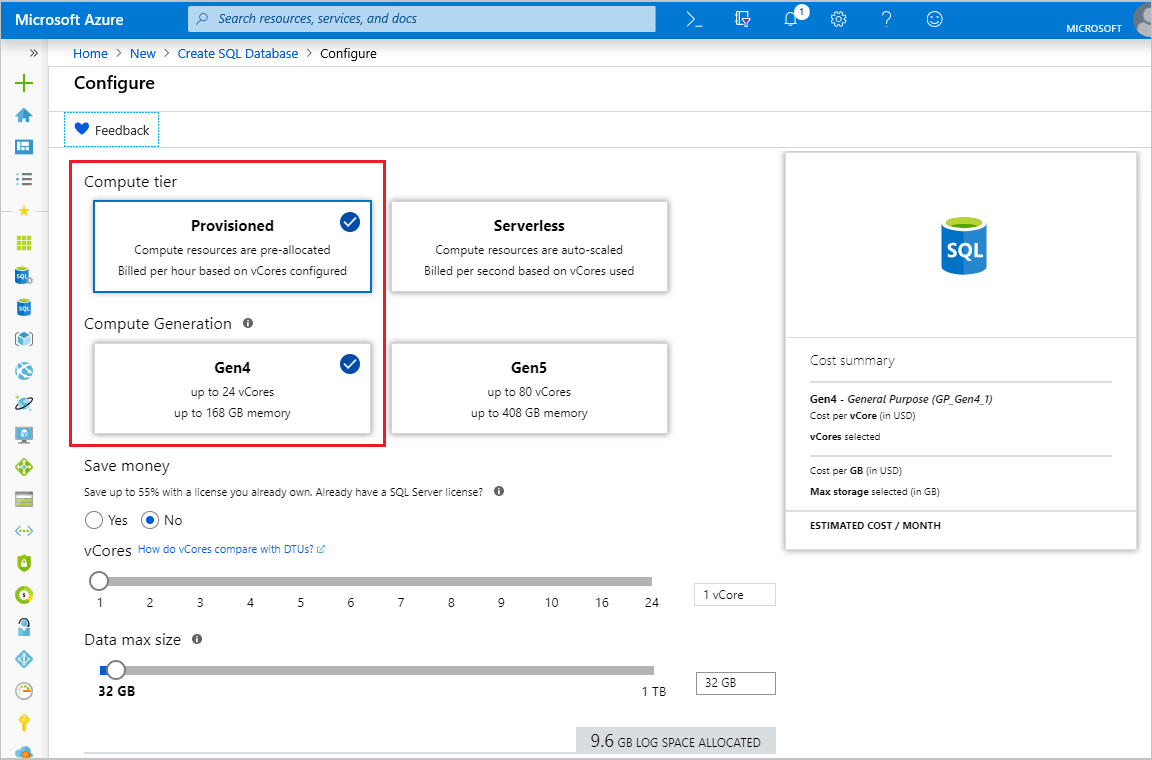 Microsoft Azure
Search resources, services, and docs
1
MICROSOFT
Home > New > Create SQL Database > Configure
Configure
Feedback
Compute tier
Provisioned
Compute resources are pre-allocated
Billed per hour based on vCores configured
Serverless
Compute resources are auto-scaled
Billed per second based on vCores used
Compute Generation
Gen4
up to 24 vCores
up to 168 GB memory
Gen5
up to 80 vCores
up to 408 GB memory
Save money
Save up to 55% with a license you already own. Already have a SQL Server license?
Yes No
vCores How do vCores compare with DTUs?
1 2 3 4 5 6 7 8 9 10 16 24
1 vCore
Data max size
32 GB 1 TB
32 GB
9.6 GB LOG SPACE ALLOCATED
SQL
Cost summary
Gen4 - General Purpose (GP_Gen4_1)
Cost per vCore (in USD)
vCores selected
Cost per GB (in USD)
Max storage selected (in GB)
ESTIMATED COST / MONTH
SQL
SQL